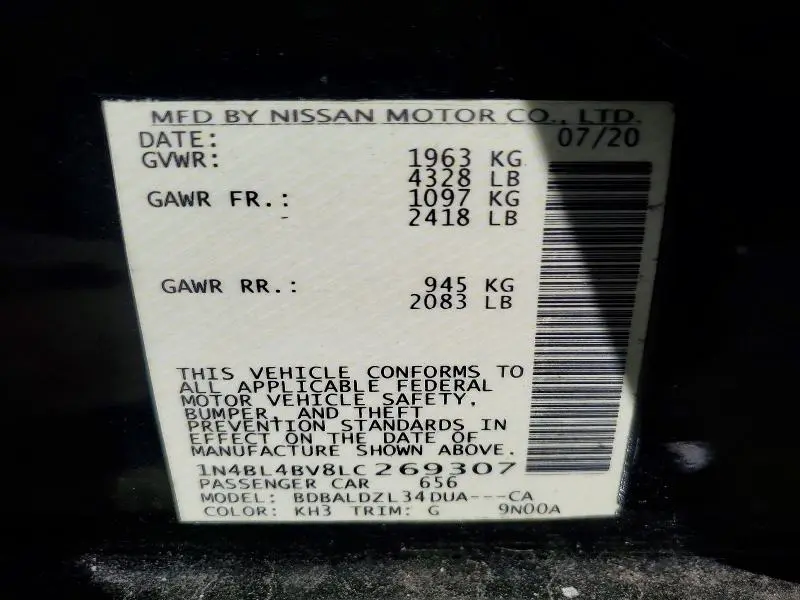 MFD BY NISSAN MOTOR CO., LTD.
DATE: 07/20
GVWR: 1963 KG
4328 LB
GAWR FR.: 1097 KG
- 2418 LB
GAWR RR.: 945 KG
2083 LB
THIS VEHICLE CONFORMS TO
ALL APPLICABLE FEDERAL
MOTOR VEHICLE SAFETY,
BUMPER, AND THEFT
PREVENTION STANDARDS IN
EFFECT ON THE DATE OF
MANUFACTURE SHOWN ABOVE.
1N4BL4BV8LC269307
PASSENGER CAR 656
MODEL: BDBALDZL34DUA---CA
COLOR: KH3 TRIM: G 9N00A